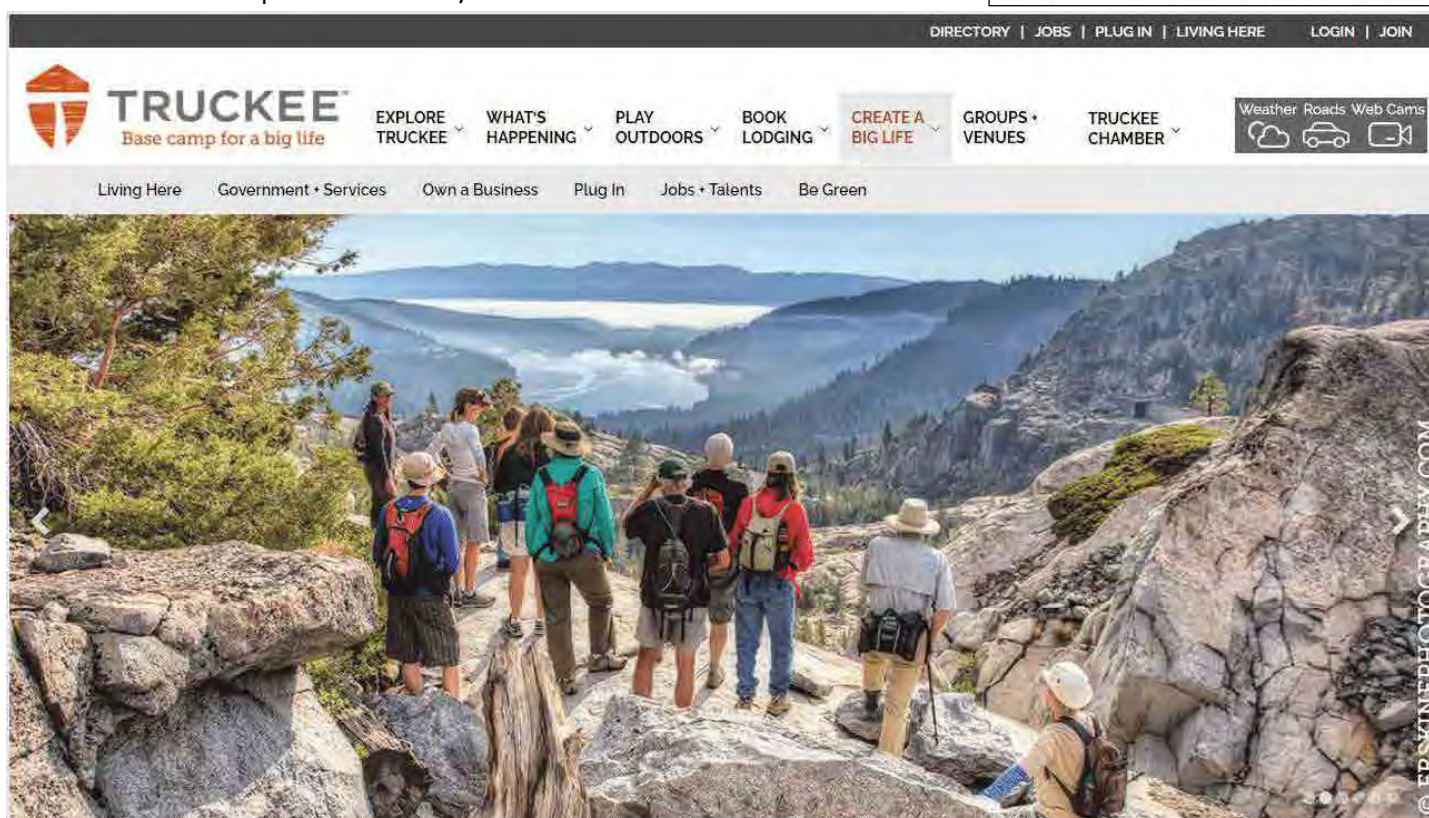 DIRECTORY | JOBS | PLUG IN | LIVING HERE LOGIN | JOIN
TRUCKEE™
Base camp for a big life
EXPLORE
TRUCKEE
WHAT'S
HAPPENING
PLAY
OUTDOORS
BOOK
LODGING
CREATE A
BIG LIFE
GROUPS +
VENUES
TRUCKEE
CHAMBER
Weather Roads Web Cams
Living Here Government + Services Own a Business Plug In Jobs + Talents Be Green
© ERSKINEPHOTOGRAPHY.COM